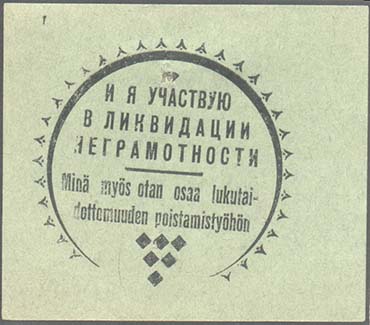 И Я УЧАСТВУЮ
В ЛИКВИДАЦИИ
НЕГРАМОТНОСТИ
Minä myös otan osaa lukutai-
dottomuuden poistamistyöhön